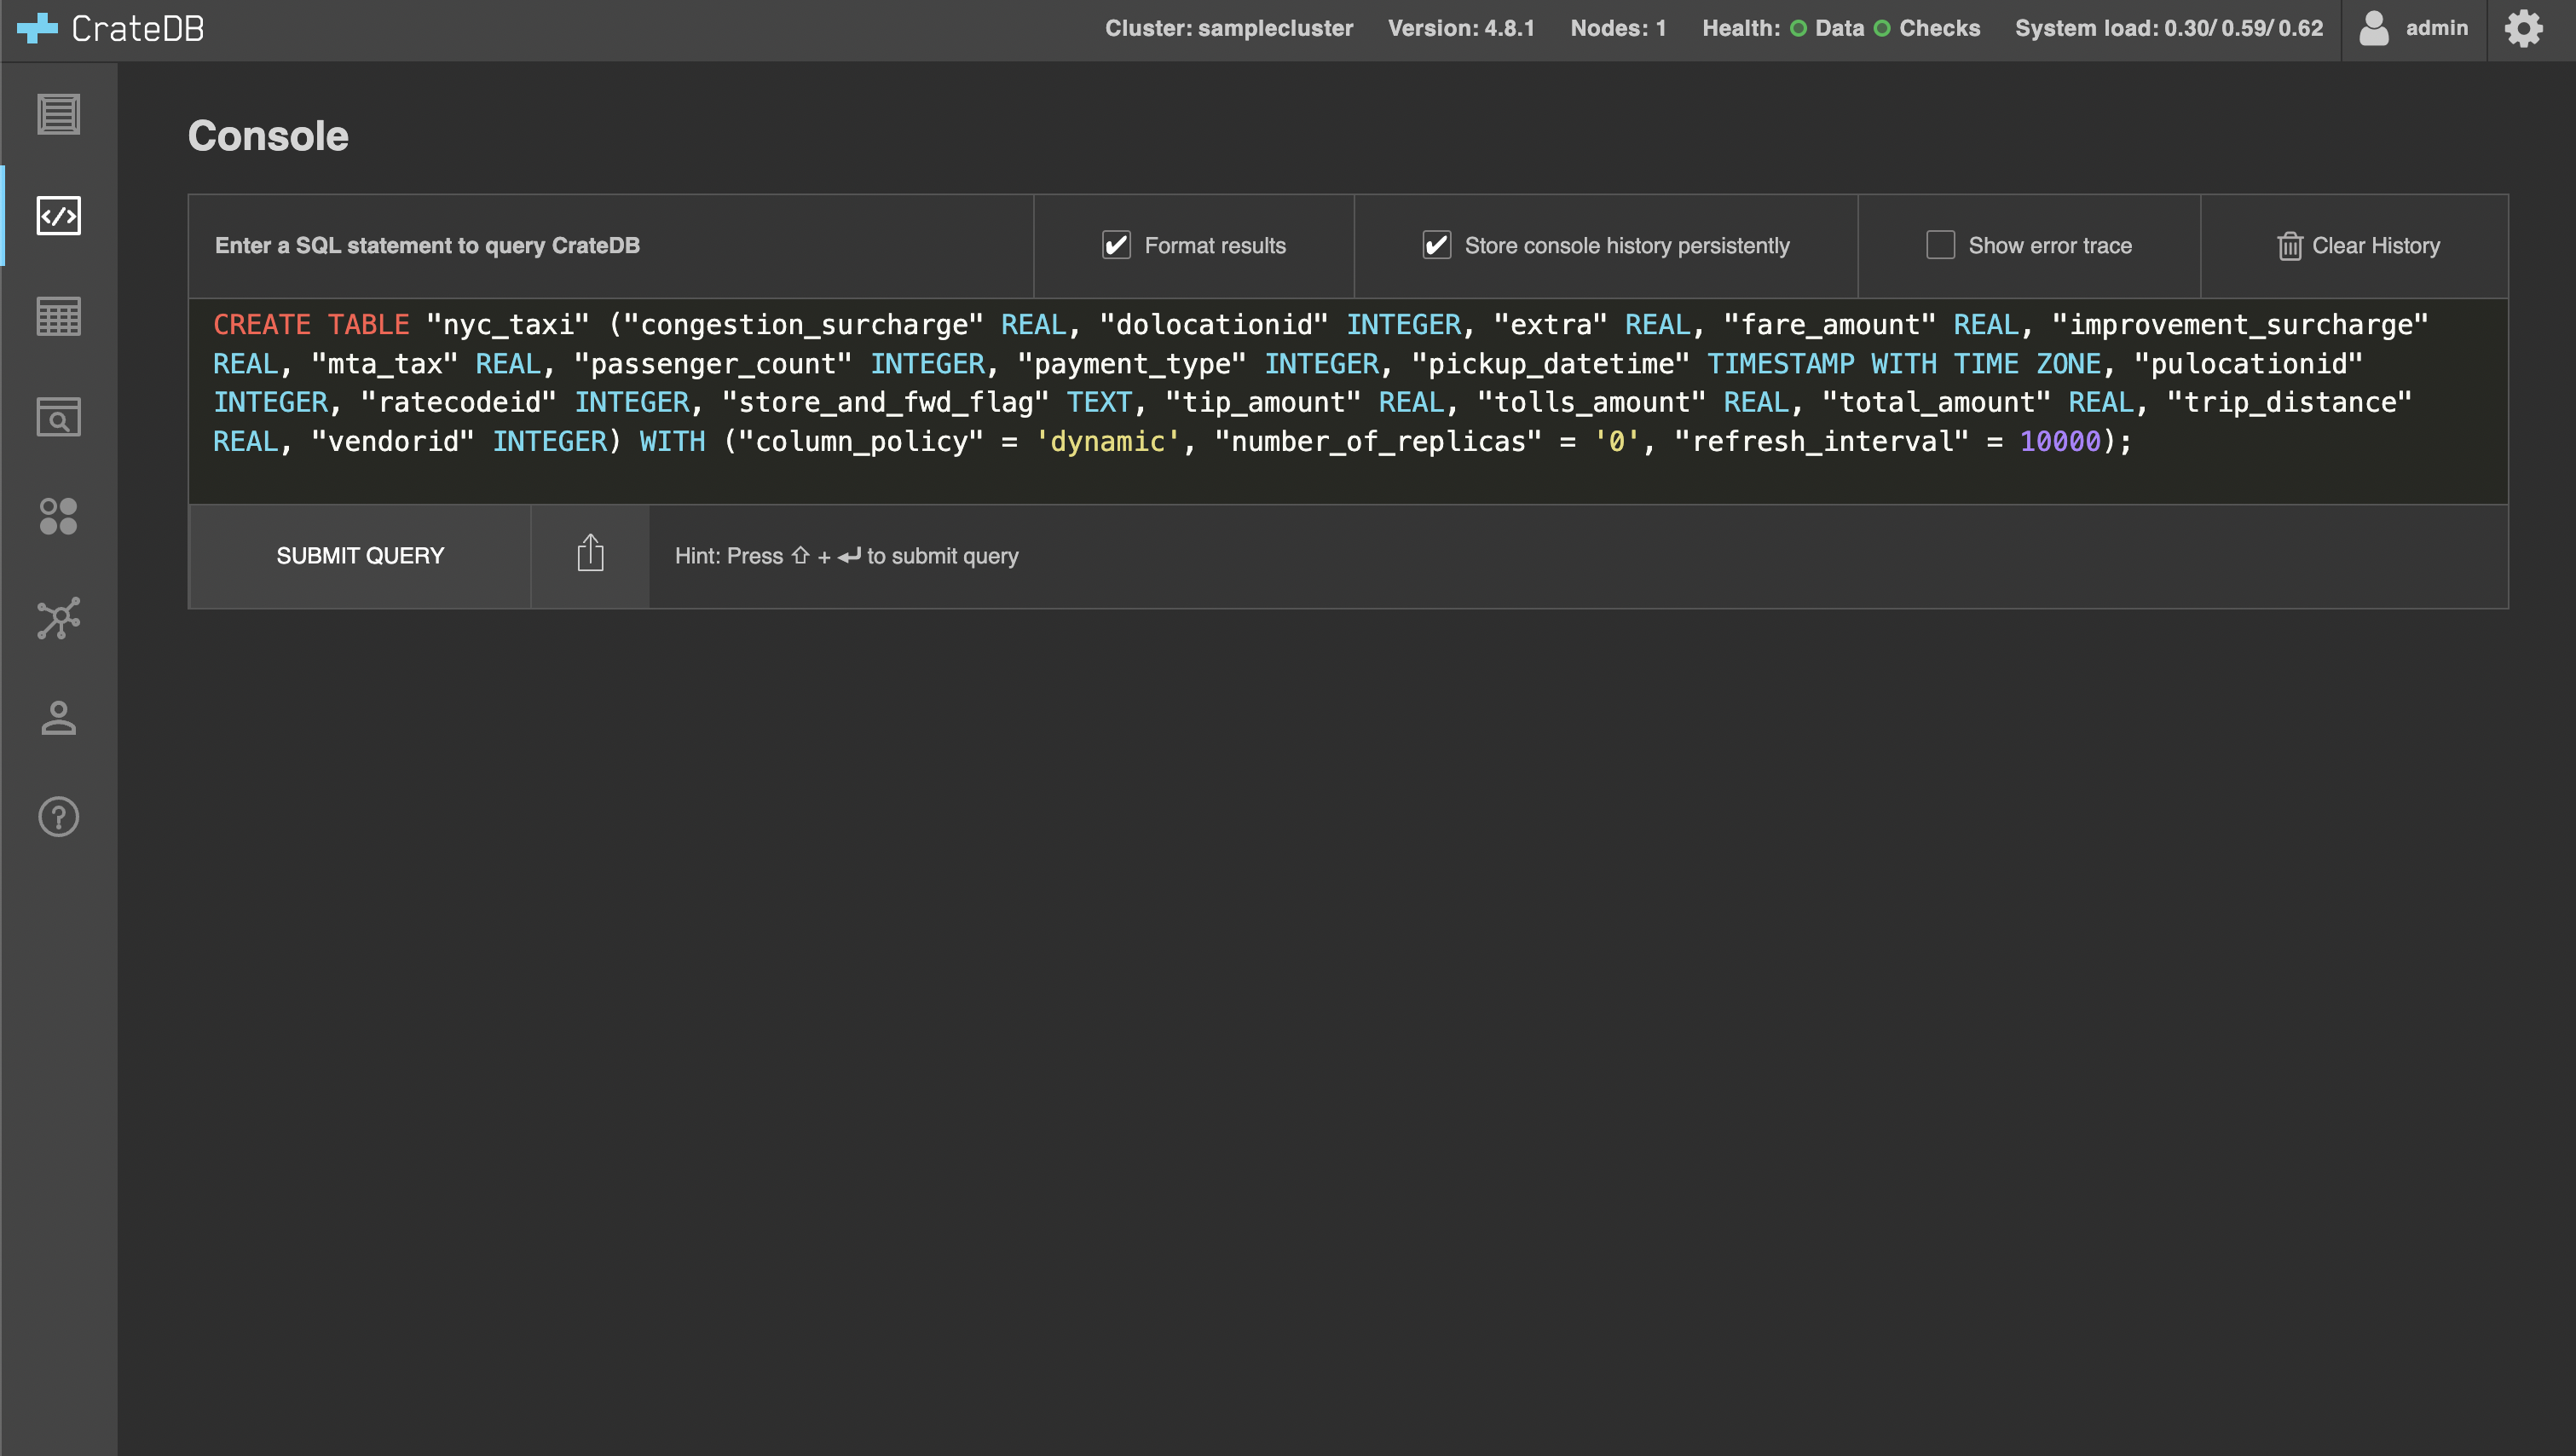 CrateDB
Cluster: samplecluster Version: 4.8.1 Nodes: 1 Health: Data Checks System load: 0.30/ 0.59/ 0.62 admin
Console
Enter a SQL statement to query CrateDB Format results Store console history persistently Show error trace Clear History
CREATE TABLE "nyc_taxi" ("congestion_surcharge" REAL, "dolocationid" INTEGER, "extra" REAL, "fare_amount" REAL, "improvement_surcharge"
REAL, "mta_tax" REAL, "passenger_count" INTEGER, "payment_type" INTEGER, "pickup_datetime" TIMESTAMP WITH TIME ZONE, "pulocationid"
INTEGER, "ratecodeid" INTEGER, "store_and_fwd_flag" TEXT, "tip_amount" REAL, "tolls_amount" REAL, "total_amount" REAL, "trip_distance"
REAL, "vendorid" INTEGER) WITH ("column_policy" = 'dynamic', "number_of_replicas" = '0', "refresh_interval" = 10000);
SUBMIT QUERY Hint: Press ⇧ + ↵ to submit query